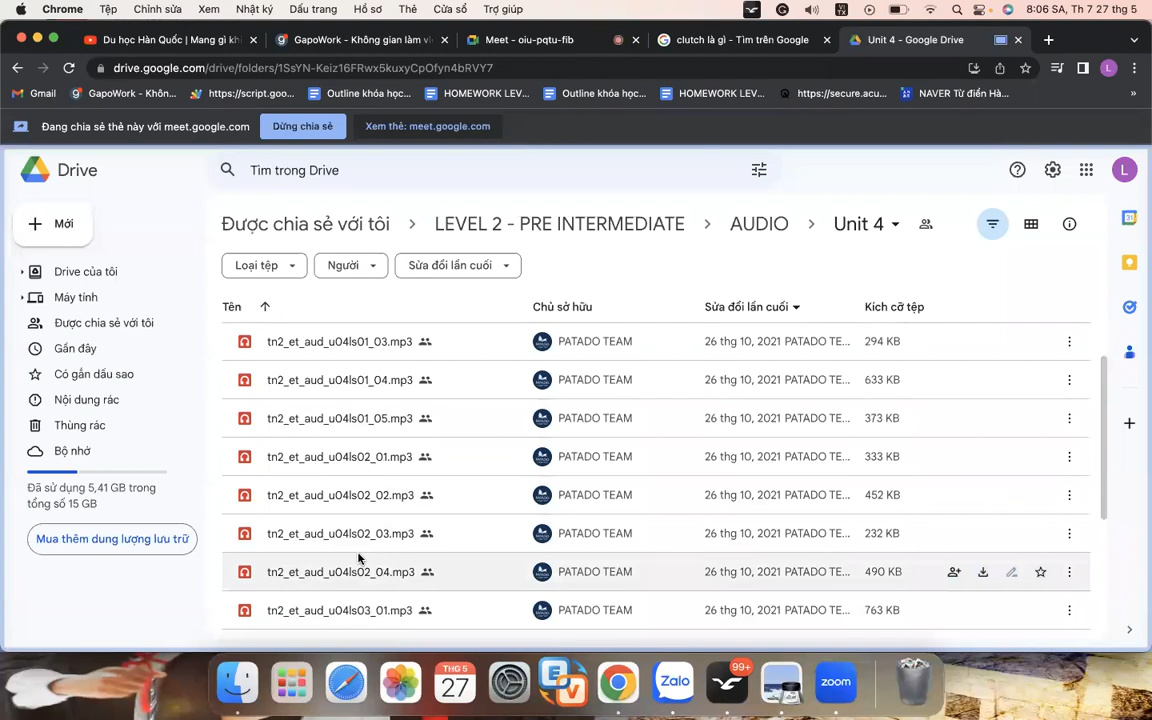 Chrome Tệp Chỉnh sửa Xem Nhật ký Dấu trang Hồ sơ Thẻ Cửa sổ Trợ giúp 8:06 SA, Th 7 27 thg 5
Du học Hàn Quốc | Mang gì khi GapoWork - Không gian làm v Meet - oiu-pqtu-fib clutch là gì - Tìm trên Google Unit 4 - Google Drive
drive.google.com/drive/folders/1SsYN-Keiz16FRwx5kuxyCpOfyn4bRVY7 L
Gmail GapoWork - Khôn... https://script.goo... Outline khóa học... HOMEWORK LEV... Outline khóa học... HOMEWORK LEV... https://secure.acu... NAVER Từ điển Hà... »
Đang chia sẻ thẻ này với meet.google.com Dừng chia sẻ Xem thẻ: meet.google.com
Drive Tìm trong Drive L
Mới
Được chia sẻ với tôi > LEVEL 2 - PRE INTERMEDIATE > AUDIO > Unit 4
Loại tệp Người Sửa đổi lần cuối
Drive của tôi
Máy tính
Được chia sẻ với tôi
Gần đây
Có gắn dấu sao
Nội dung rác
Thùng rác
Bộ nhớ
Đã sử dụng 5,41 GB trong
tổng số 15 GB
Mua thêm dung lượng lưu trữ
Tên Chủ sở hữu Sửa đổi lần cuối Kích cỡ tệp
tn2_et_aud_u04ls01_03.mp3 PATADO TEAM 26 thg 10, 2021 PATADO TE... 294 KB
tn2_et_aud_u04ls01_04.mp3 PATADO TEAM 26 thg 10, 2021 PATADO TE... 633 KB
tn2_et_aud_u04ls01_05.mp3 PATADO TEAM 26 thg 10, 2021 PATADO TE... 373 KB
tn2_et_aud_u04ls02_01.mp3 PATADO TEAM 26 thg 10, 2021 PATADO TE... 333 KB
tn2_et_aud_u04ls02_02.mp3 PATADO TEAM 26 thg 10, 2021 PATADO TE... 452 KB
tn2_et_aud_u04ls02_03.mp3 PATADO TEAM 26 thg 10, 2021 PATADO TE... 232 KB
tn2_et_aud_u04ls02_04.mp3 PATADO TEAM 26 thg 10, 2021 PATADO TE... 490 KB
tn2_et_aud_u04ls03_01.mp3 PATADO TEAM 26 thg 10, 2021 PATADO TE... 763 KB
THG 5
27
E
V
Zalo
99+
zoom